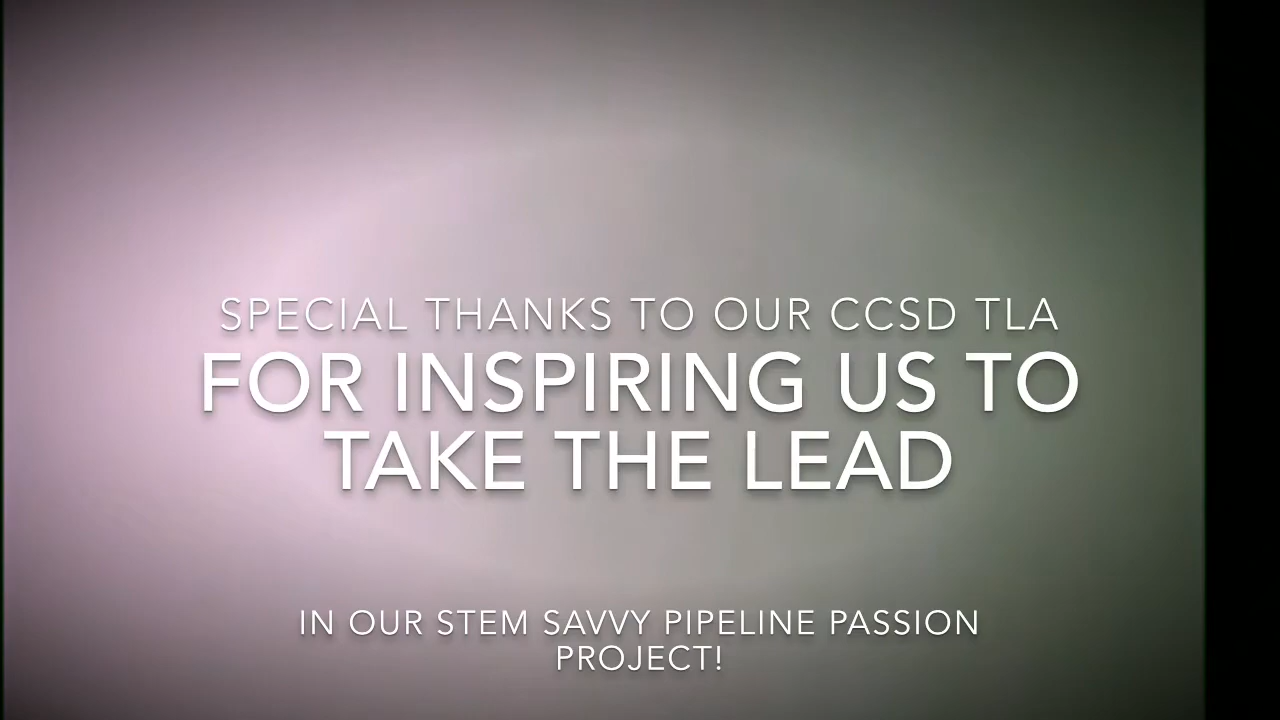 SPECIAL THANKS TO OUR CCSD TLA
FOR INSPIRING US TO
TAKE THE LEAD
IN OUR STEM SAVVY PIPELINE PASSION
PROJECT!